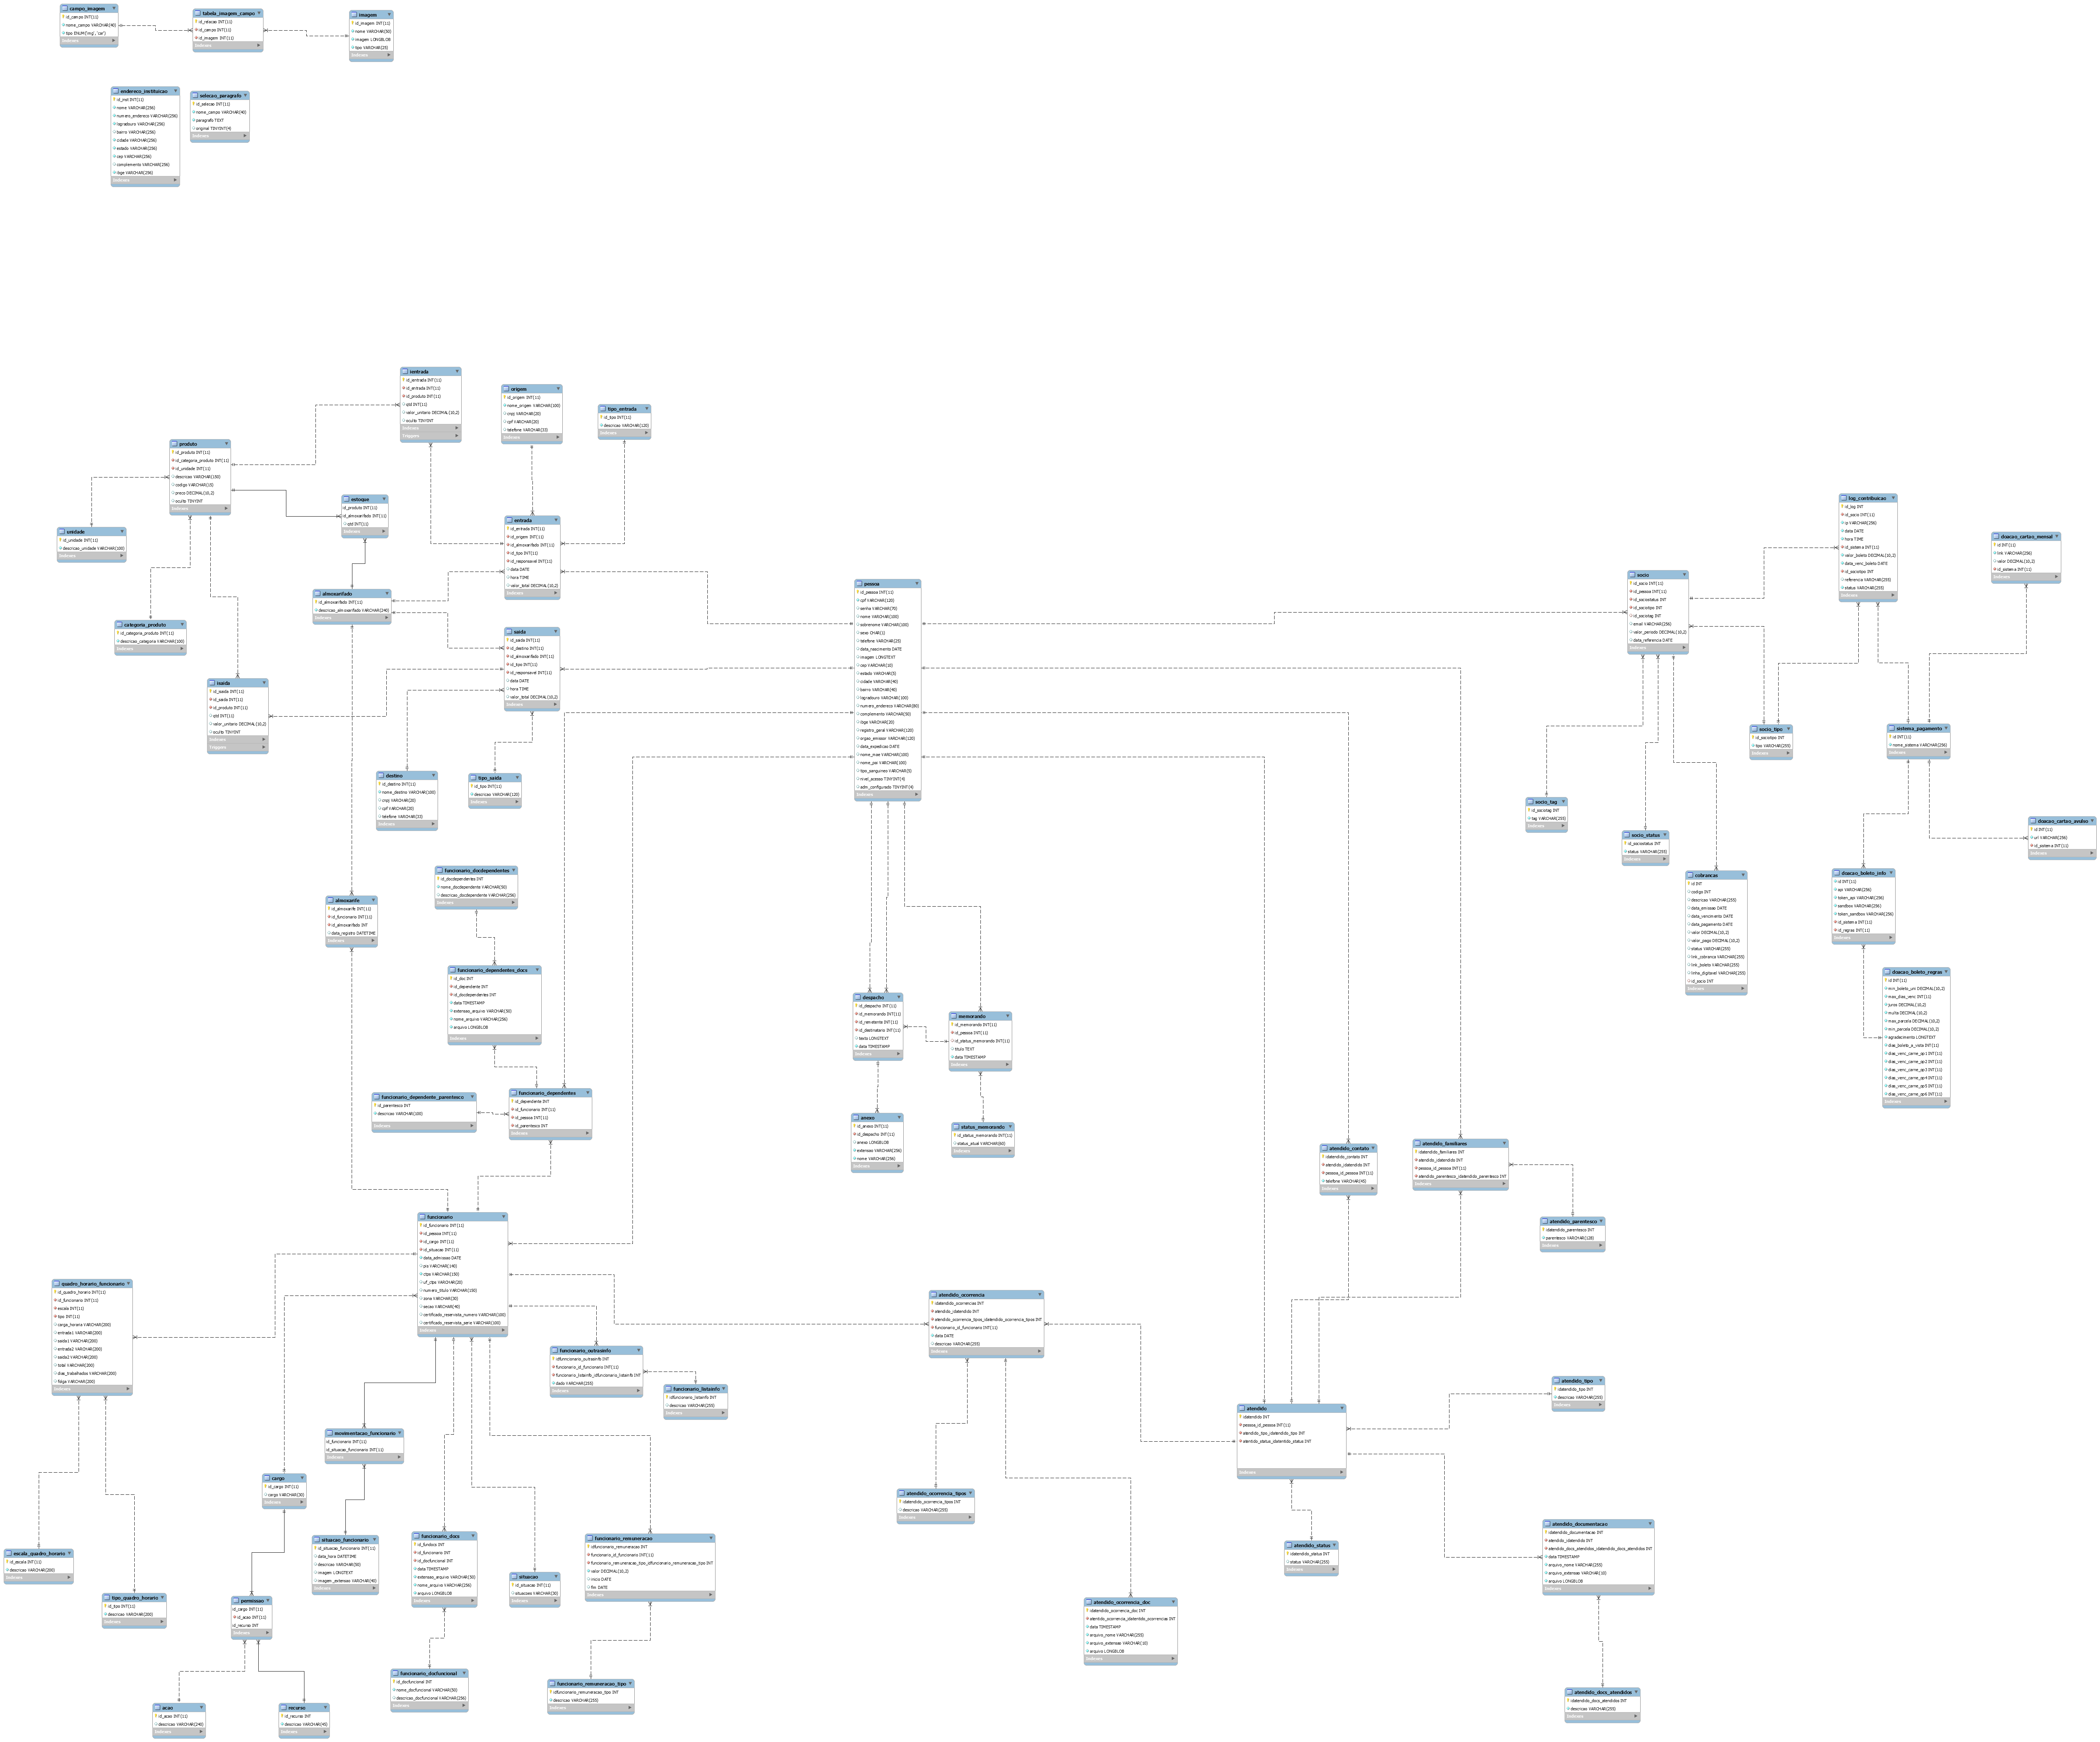 campo_imagem
id_campo INT(11)
nome_campo VARCHAR(40)
tipo ENUM('img', 'car')
Indexes
tabela_imagem_campo
id_relacao INT(11)
id_campo INT(11)
id_imagem INT(11)
Indexes
imagem
id_imagem INT(11)
nome VARCHAR(50)
imagem LONGBLOB
tipo VARCHAR(25)
Indexes
endereco_instituicao
id_inst INT(11)
nome VARCHAR(256)
numero_endereco VARCHAR(256)
logradouro VARCHAR(256)
bairro VARCHAR(256)
cidade VARCHAR(256)
estado VARCHAR(256)
cep VARCHAR(256)
complemento VARCHAR(256)
ibge VARCHAR(256)
Indexes
selecao_paragrafo
id_selecao INT(11)
nome_campo VARCHAR(40)
paragrafo TEXT
original TINYINT(4)
Indexes
ientrada
id_ientrada INT(11)
id_entrada INT(11)
id_produto INT(11)
qtd INT(11)
valor_unitario DECIMAL(10,2)
oculto TINYINT
Indexes
Triggers
origem
id_origem INT(11)
nome_origem VARCHAR(100)
cnpj VARCHAR(20)
cpf VARCHAR(20)
telefone VARCHAR(33)
Indexes
tipo_entrada
id_tipo INT(11)
descricao VARCHAR(120)
Indexes
produto
id_produto INT(11)
id_categoria_produto INT(11)
id_unidade INT(11)
descricao VARCHAR(150)
codigo VARCHAR(15)
preco DECIMAL(10,2)
oculto TINYINT
Indexes
estoque
id_produto INT(11)
id_almoxarifado INT(11)
qtd INT(11)
Indexes
unidade
id_unidade INT(11)
descricao_unidade VARCHAR(100)
Indexes
entrada
id_entrada INT(11)
id_origem INT(11)
id_almoxarifado INT(11)
id_tipo INT(11)
id_responsavel INT(11)
data DATE
hora TIME
valor_total DECIMAL(10,2)
Indexes
almoxarifado
id_almoxarifado INT(11)
descricao_almoxarifado VARCHAR(240)
Indexes
categoria_produto
id_categoria_produto INT(11)
descricao_categoria VARCHAR(100)
Indexes
saida
id_saida INT(11)
id_destino INT(11)
id_almoxarifado INT(11)
id_tipo INT(11)
id_responsavel INT(11)
data DATE
hora TIME
valor_total DECIMAL(10,2)
Indexes
isaida
id_isaida INT(11)
id_saida INT(11)
id_produto INT(11)
qtd INT(11)
valor_unitario DECIMAL(10,2)
oculto TINYINT
Indexes
Triggers
destino
id_destino INT(11)
nome_destino VARCHAR(100)
cnpj VARCHAR(20)
cpf VARCHAR(20)
telefone VARCHAR(33)
Indexes
tipo_saida
id_tipo INT(11)
descricao VARCHAR(120)
Indexes
pessoa
id_pessoa INT(11)
cpf VARCHAR(120)
senha VARCHAR(70)
nome VARCHAR(100)
sobrenome VARCHAR(100)
sexo CHAR(1)
telefone VARCHAR(25)
data_nascimento DATE
imagem LONGTEXT
cep VARCHAR(10)
estado VARCHAR(5)
cidade VARCHAR(40)
bairro VARCHAR(40)
logradouro VARCHAR(100)
numero_endereco VARCHAR(80)
complemento VARCHAR(50)
ibge VARCHAR(20)
registro_geral VARCHAR(120)
orgao_emissor VARCHAR(120)
data_expedicao DATE
nome_mae VARCHAR(100)
nome_pai VARCHAR(100)
tipo_sanguineo VARCHAR(5)
nivel_acesso TINYINT(4)
adm_configurado TINYINT(4)
Indexes
socio
id_socio INT(11)
id_pessoa INT(11)
id_sociostatus INT
id_sociotipo INT
id_sociotag INT
email VARCHAR(256)
valor_periodo DECIMAL(10,2)
data_referencia DATE
Indexes
log_contribuicao
id_log INT
id_socio INT(11)
ip VARCHAR(256)
data DATE
hora TIME
id_sistema INT(11)
valor_boleto DECIMAL(10,2)
data_venc_boleto DATE
id_sociotipo INT
referencia VARCHAR(255)
status VARCHAR(255)
Indexes
doacao_cartao_mensal
id INT(11)
link VARCHAR(256)
valor DECIMAL(10,2)
id_sistema INT(11)
Indexes
socio_tipo
id_sociotipo INT
tipo VARCHAR(255)
Indexes
sistema_pagamento
id INT(11)
nome_sistema VARCHAR(256)
Indexes
socio_tag
id_sociotag INT
tag VARCHAR(255)
Indexes
socio_status
id_sociostatus INT
status VARCHAR(255)
Indexes
doacao_cartao_avulso
id INT(11)
url VARCHAR(256)
id_sistema INT(11)
Indexes
cobrancas
id INT
codigo INT
descricao VARCHAR(255)
data_emissao DATE
data_vencimento DATE
data_pagamento DATE
valor DECIMAL(10,2)
valor_pago DECIMAL(10,2)
status VARCHAR(255)
link_cobranca VARCHAR(255)
link_boleto VARCHAR(255)
linha_digitavel VARCHAR(255)
id_socio INT
Indexes
doacao_boleto_info
id INT(11)
api VARCHAR(256)
token_api VARCHAR(256)
sandbox VARCHAR(256)
token_sandbox VARCHAR(256)
id_sistema INT(11)
id_regras INT(11)
Indexes
doacao_boleto_regras
id INT(11)
min_boleto_uni DECIMAL(10,2)
max_dias_venc INT(11)
juros DECIMAL(10,2)
multa DECIMAL(10,2)
max_parcela DECIMAL(10,2)
min_parcela DECIMAL(10,2)
agradecimento LONGTEXT
dias_boleto_a_vista INT(11)
dias_venc_carne_op1 INT(11)
dias_venc_carne_op2 INT(11)
dias_venc_carne_op3 INT(11)
dias_venc_carne_op4 INT(11)
dias_venc_carne_op5 INT(11)
dias_venc_carne_op6 INT(11)
Indexes
funcionario_docdependentes
id_docdependentes INT
nome_docdependente VARCHAR(50)
descricao_docdependente VARCHAR(256)
Indexes
almoxarife
id_almoxarife INT(11)
id_funcionario INT(11)
id_almoxarifado INT
data_registro DATETIME
Indexes
funcionario_dependentes_docs
id_doc INT
id_dependente INT
id_docdependentes INT
data TIMESTAMP
extensao_arquivo VARCHAR(50)
nome_arquivo VARCHAR(256)
arquivo LONGBLOB
Indexes
despacho
id_despacho INT(11)
id_memorando INT(11)
id_remetente INT(11)
id_destinatario INT(11)
texto LONGTEXT
data TIMESTAMP
Indexes
memorando
id_memorando INT(11)
id_pessoa INT(11)
id_status_memorando INT(11)
titulo TEXT
data TIMESTAMP
Indexes
funcionario_dependente_parentesco
id_parentesco INT
descricao VARCHAR(100)
Indexes
funcionario_dependentes
id_dependente INT
id_funcionario INT(11)
id_pessoa INT(11)
id_parentesco INT
Indexes
anexo
id_anexo INT(11)
id_despacho INT(11)
anexo LONGBLOB
extensao VARCHAR(256)
nome VARCHAR(256)
Indexes
status_memorando
id_status_memorando INT(11)
status_atual VARCHAR(60)
Indexes
atendido_contato
idatendido_contato INT
atendido_idatendido INT
pessoa_id_pessoa INT(11)
telefone VARCHAR(45)
Indexes
atendido_familiares
idatendido_familiares INT
atendido_idatendido INT
pessoa_id_pessoa INT(11)
atendido_parentesco_idatendido_parentesco INT
Indexes
atendido_parentesco
idatendido_parentesco INT
parentesco VARCHAR(128)
Indexes
funcionario
id_funcionario INT(11)
id_pessoa INT(11)
id_cargo INT(11)
id_situacao INT(11)
data_admissao DATE
pis VARCHAR(140)
ctps VARCHAR(150)
uf_ctps VARCHAR(20)
numero_titulo VARCHAR(150)
zona VARCHAR(30)
secao VARCHAR(40)
certificado_reservista_numero VARCHAR(100)
certificado_reservista_serie VARCHAR(100)
Indexes
quadro_horario_funcionario
id_quadro_horario INT(11)
id_funcionario INT(11)
escala INT(11)
tipo INT(11)
carga_horaria VARCHAR(200)
entrada1 VARCHAR(200)
saida1 VARCHAR(200)
entrada2 VARCHAR(200)
saida2 VARCHAR(200)
total VARCHAR(200)
dias_trabalhados VARCHAR(200)
folga VARCHAR(200)
Indexes
atendido_ocorrencia
idatendido_ocorrencias INT
atendido_idatendido INT
atendido_ocorrencia_tipos_idatendido_ocorrencia_tipos INT
funcionario_id_funcionario INT(11)
data DATE
descricao VARCHAR(255)
Indexes
funcionario_outrasinfo
idfunncionario_outrasinfo INT
funcionario_id_funcionario INT(11)
funcionario_listainfo_idfuncionario_listainfo INT
dado VARCHAR(255)
Indexes
funcionario_listainfo
idfuncionario_listainfo INT
descricao VARCHAR(255)
Indexes
atendido_tipo
idatendido_tipo INT
descricao VARCHAR(255)
Indexes
atendido
idatendido INT
pessoa_id_pessoa INT(11)
atendido_tipo_idatendido_tipo INT
atendido_status_idatendido_status INT
Indexes
movimentacao_funcionario
id_funcionario INT(11)
id_situacao_funcionario INT(11)
Indexes
cargo
id_cargo INT(11)
cargo VARCHAR(30)
Indexes
atendido_ocorrencia_tipos
idatendido_ocorrencia_tipos INT
descricao VARCHAR(255)
Indexes
escala_quadro_horario
id_escala INT(11)
descricao VARCHAR(200)
Indexes
situacao_funcionario
id_situacao_funcionario INT(11)
data_hora DATETIME
descricao VARCHAR(50)
imagem LONGTEXT
imagem_extensao VARCHAR(40)
Indexes
funcionario_docs
id_fundocs INT
id_funcionario INT
id_docfuncional INT
data TIMESTAMP
extensao_arquivo VARCHAR(50)
nome_arquivo VARCHAR(256)
arquivo LONGBLOB
Indexes
situacao
id_situacao INT(11)
situacoes VARCHAR(30)
Indexes
funcionario_remuneracao
idfuncionario_remuneracao INT
funcionario_id_funcionario INT(11)
funcionario_remuneracao_tipo_idfuncionario_remuneracao_tipo INT
valor DECIMAL(10,2)
inicio DATE
fim DATE
Indexes
atendido_status
idatendido_status INT
status VARCHAR(255)
Indexes
atendido_documentacao
idatendido_documentacao INT
atendido_idatendido INT
atendido_docs_atendidos_idatendido_docs_atendidos INT
data TIMESTAMP
arquivo_nome VARCHAR(255)
arquivo_extensao VARCHAR(10)
arquivo LONGBLOB
Indexes
tipo_quadro_horario
id_tipo INT(11)
descricao VARCHAR(200)
Indexes
permissao
id_cargo INT(11)
id_acao INT(11)
id_recurso INT
Indexes
atendido_ocorrencia_doc
idatendido_ocorrencia_doc INT
atentido_ocorrencia_idatentido_ocorrencias INT
data TIMESTAMP
arquivo_nome VARCHAR(255)
arquivo_extensao VARCHAR(10)
arquivo LONGBLOB
Indexes
funcionario_docfuncional
id_docfuncional INT
nome_docfuncional VARCHAR(50)
descricao_docfuncional VARCHAR(256)
Indexes
funcionario_remuneracao_tipo
idfuncionario_remuneracao_tipo INT
descricao VARCHAR(255)
Indexes
atendido_docs_atendidos
idatendido_docs_atendidos INT
descricao VARCHAR(255)
Indexes
acao
id_acao INT(11)
descricao VARCHAR(240)
Indexes
recurso
id_recurso INT
descricao VARCHAR(45)
Indexes